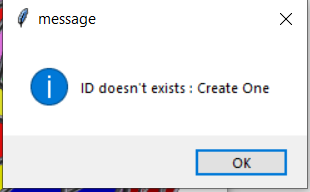 message
ID doesn't exists : Create One
OK